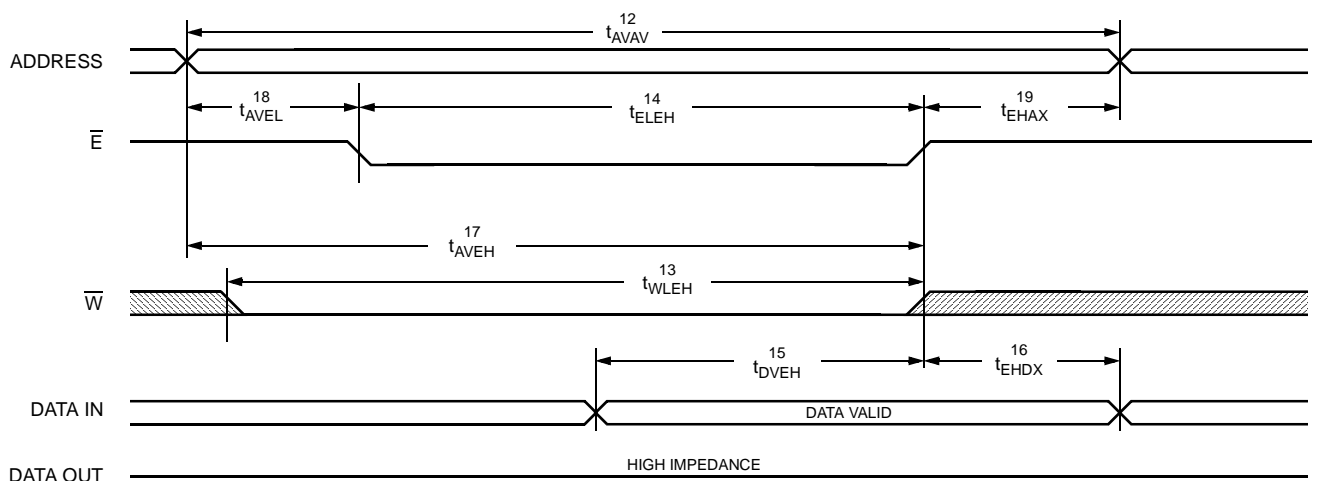 12
tAVAV
ADDRESS
18
tAVEL
14
tELEH
19
tEHAX
E̅
17
tAVEH
13
tWLEH
W̅
15
tDVEH
16
tEHDX
DATA IN
DATA VALID
HIGH IMPEDANCE
DATA OUT